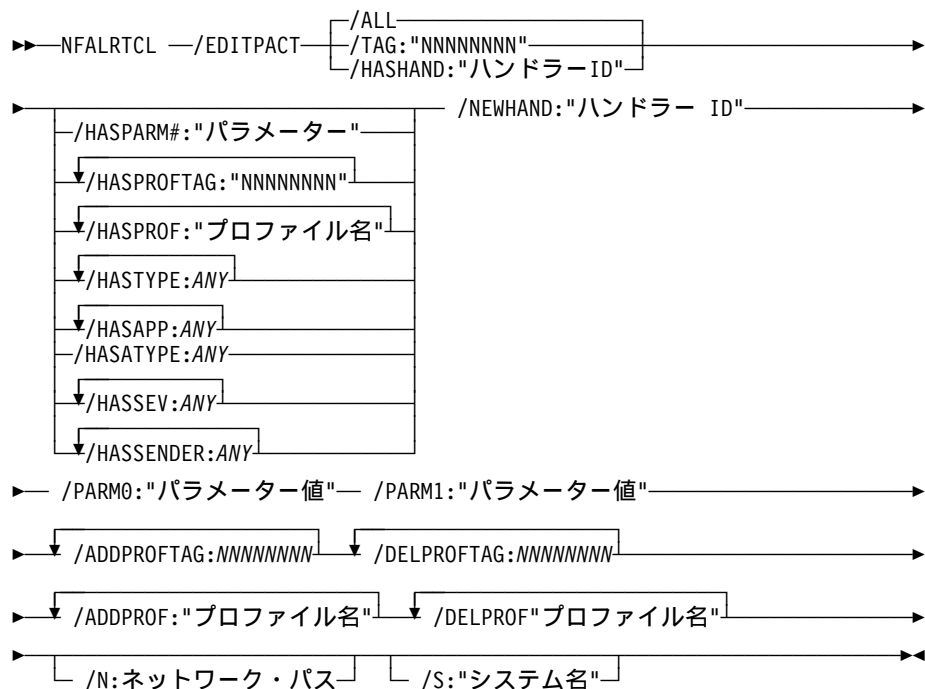 /ALL
NFALRTCL /EDITPACT /TAG:"NNNNNNNN"
/HASHAND:"ハンドラーID"
/NEWHAND:"ハンドラー ID"
/HASPARM#:"パラメーター"
/HASPROFTAG:"NNNNNNNN"
/HASPROF:"プロファイル名"
/HASTYPE:ANY
/HASAPP:ANY
/HASATYPE:ANY
/HASSEV:ANY
/HASSENDER:ANY
/PARM0:"パラメーター値" /PARM1:"パラメーター値"
/ADDPROFTAG:NNNNNNNN /DELPROFTAG:NNNNNNNN
/ADDPROF:"プロファイル名" /DELPROF"プロファイル名"
/N:ネットワーク・パス /S:"システム名"